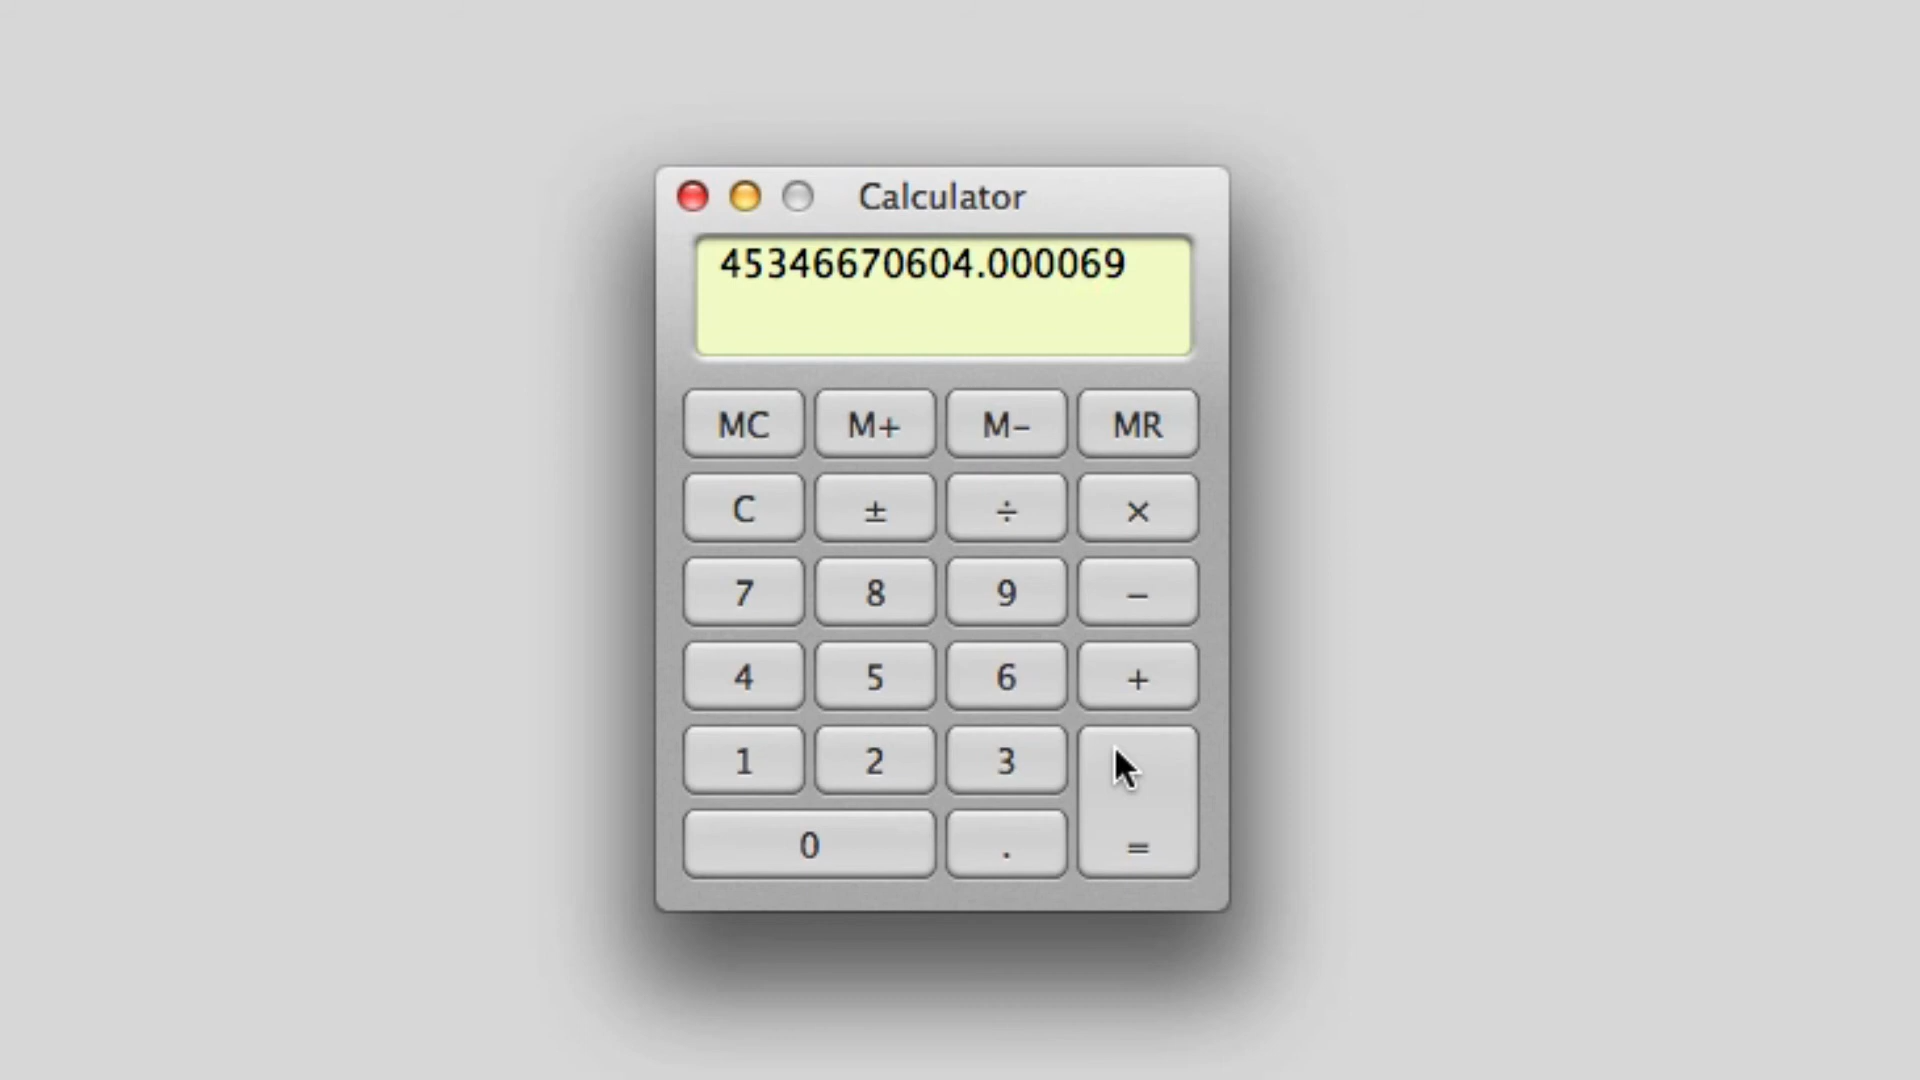 Calculator
45346670604.000069
MC M+ M− MR
C ± ÷ ×
7 8 9 −
4 5 6 +
1 2 3
0 . =